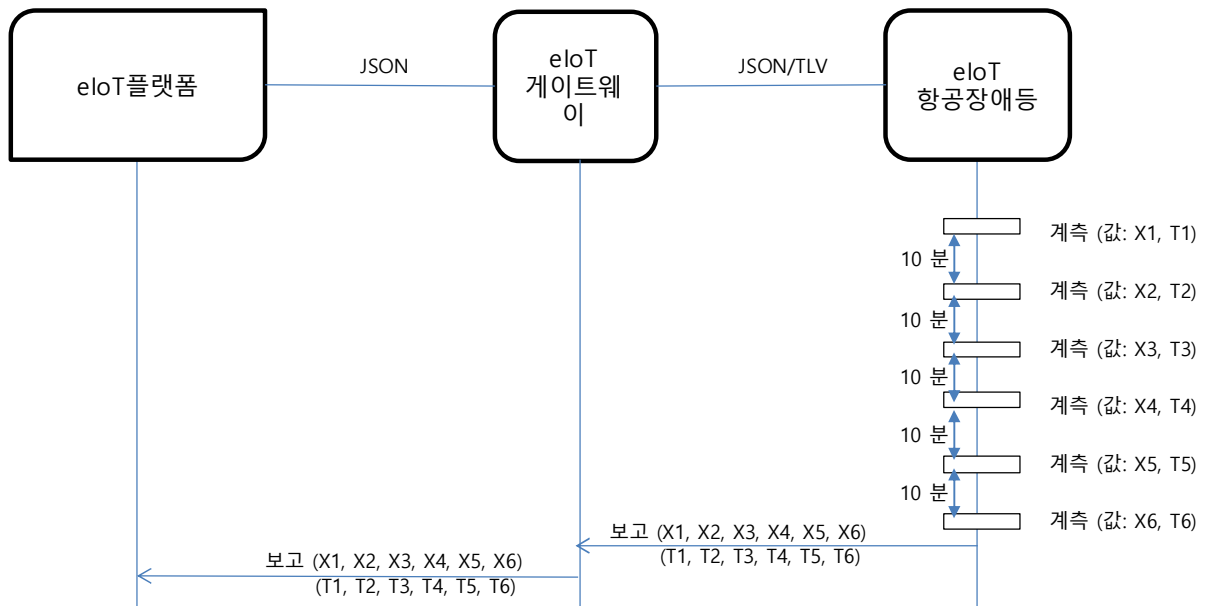 eIoT플랫폼
JSON
eIoT
게이트웨
이
JSON/TLV
eIoT
항공장애등
계측 (값: X1, T1)
10 분
계측 (값: X2, T2)
10 분
계측 (값: X3, T3)
10 분
계측 (값: X4, T4)
10 분
계측 (값: X5, T5)
10 분
계측 (값: X6, T6)
보고 (X1, X2, X3, X4, X5, X6)
(T1, T2, T3, T4, T5, T6)
보고 (X1, X2, X3, X4, X5, X6)
(T1, T2, T3, T4, T5, T6)